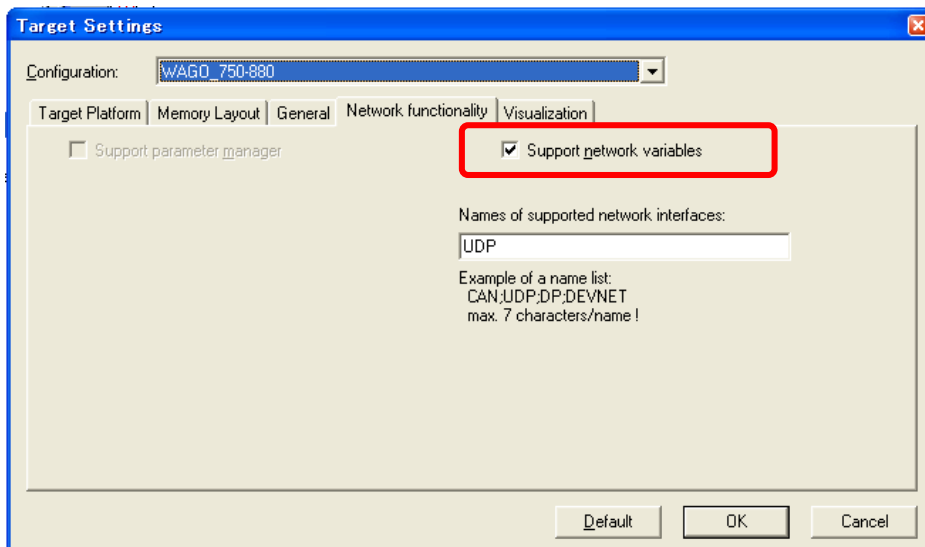 Target Settings
Configuration: WAGO_750-880
Target Platform Memory Layout General Network functionality Visualization
Support parameter manager Support network variables
Names of supported network interfaces:
UDP
Example of a name list:
CAN;UDP;DP;DEVNET
max. 7 characters/name !
Default OK Cancel